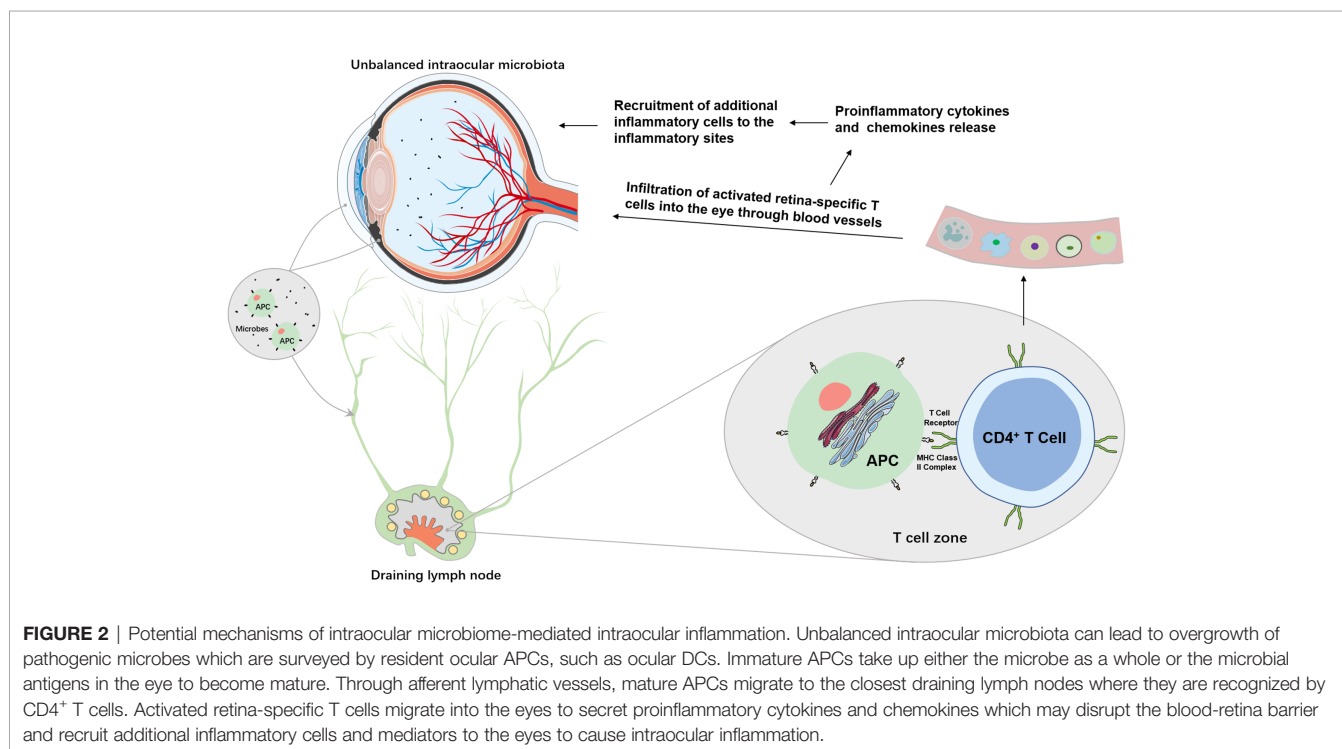 Unbalanced intraocular microbiota
Recruitment of additional
inflammatory cells to the
inflammatory sites
Proinflammatory cytokines
and chemokines release
Infiltration of activated retina-specific T
cells into the eye through blood vessels
APC
Microbes
APC
T Cell
Receptor
MHC Class
II Complex
APC
CD4+ T Cell
T cell zone
Draining lymph node
FIGURE 2 | Potential mechanisms of intraocular microbiome-mediated intraocular inflammation. Unbalanced intraocular microbiota can lead to overgrowth of
pathogenic microbes which are surveyed by resident ocular APCs, such as ocular DCs. Immature APCs take up either the microbe as a whole or the microbial
antigens in the eye to become mature. Through afferent lymphatic vessels, mature APCs migrate to the closest draining lymph nodes where they are recognized by
CD4+ T cells. Activated retina-specific T cells migrate into the eyes to secret proinflammatory cytokines and chemokines which may disrupt the blood-retina barrier
and recruit additional inflammatory cells and mediators to the eyes to cause intraocular inflammation.